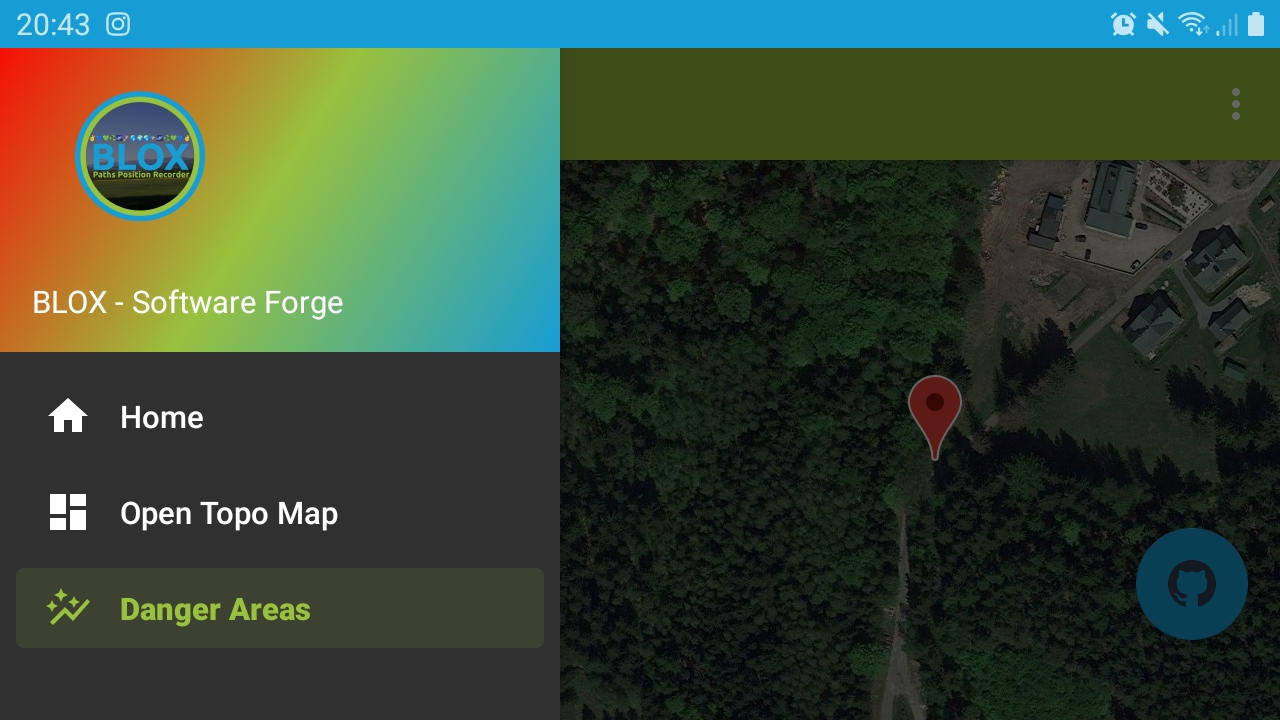 20:43
BLOX
Paths Position Recorder
BLOX - Software Forge
Home
Open Topo Map
Danger Areas